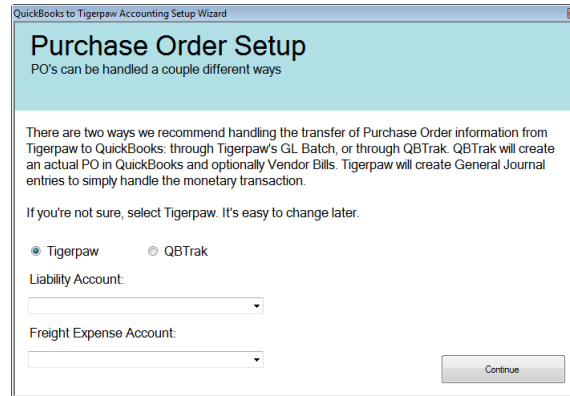 QuickBooks to Tigerpaw Accounting Setup Wizard
Purchase Order Setup
PO's can be handled a couple different ways
There are two ways we recommend handling the transfer of Purchase Order information from
Tigerpaw to QuickBooks: through Tigerpaw's GL Batch, or through QBTrak. QBTrak will create
an actual PO in QuickBooks and optionally Vendor Bills. Tigerpaw will create General Journal
entries to simply handle the monetary transaction.
If you're not sure, select Tigerpaw. It's easy to change later.
Tigerpaw QBTrak
Liability Account:
Freight Expense Account:
Continue